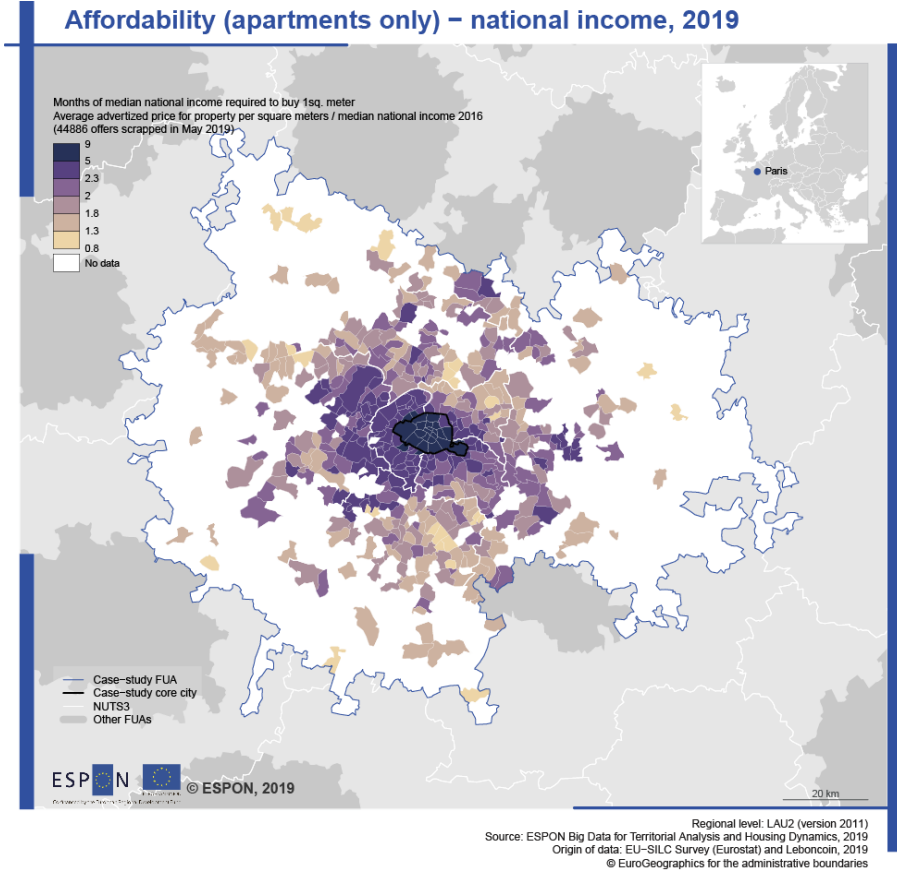 Affordability (apartments only) − national income, 2019
Months of median national income required to buy 1sq. meter
Average advertized price for property per square meters / median national income 2016
(44886 offers scrapped in May 2019)
9
5
2.3
2
1.8
1.3
0.8
No data
Paris
Case−study FUA
Case−study core city
NUTS3
Other FUAs
ESPON
© ESPON, 2019
20 km
Regional level: LAU2 (version 2011)
Source: ESPON Big Data for Territorial Analysis and Housing Dynamics, 2019
Origin of data: EU−SILC Survey (Eurostat) and Leboncoin, 2019
© EuroGeographics for the administrative boundaries